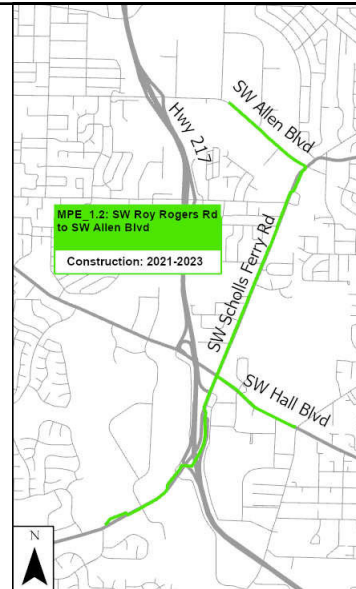 SW Allen Blvd
Hwy 217
MPE_1.2: SW Roy Rogers Rd
to SW Allen Blvd
Construction: 2021-2023
SW Scholls Ferry Rd
SW Hall Blvd
N